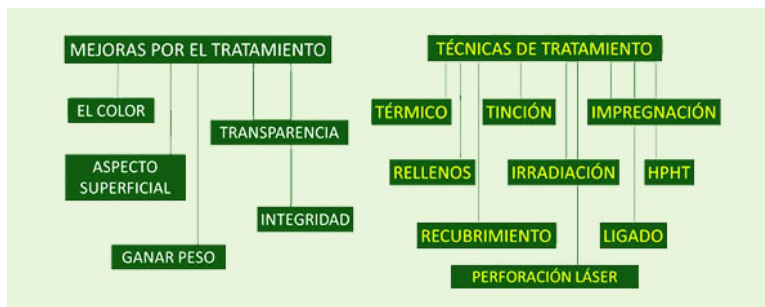 MEJORAS POR EL TRATAMIENTO
EL COLOR
TRANSPARENCIA
ASPECTO
SUPERFICIAL
INTEGRIDAD
GANAR PESO
TÉCNICAS DE TRATAMIENTO
TÉRMICO
TINCIÓN
IMPREGNACIÓN
RELLENOS
IRRADIACIÓN
HPHT
RECUBRIMIENTO
LIGADO
PERFORACIÓN LÁSER